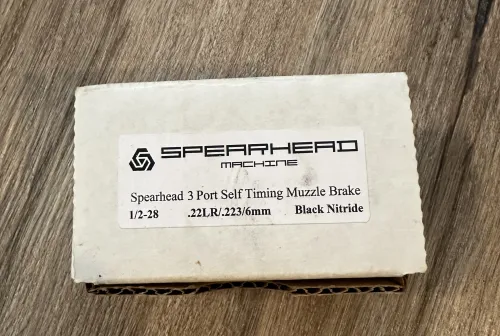 SPEARHEAD
MACHINE
Spearhead 3 Port Self Timing Muzzle Brake
1/2-28 .22LR/.223/6mm Black Nitride